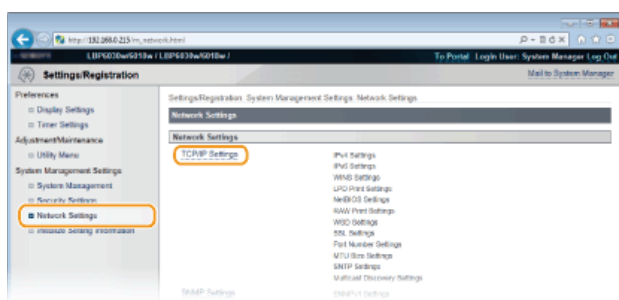 http://192.168.0.215/m_network.html
LBP6030w/6018w / LBP6030w/6018w /
To Portal Login User: System Manager Log Out
Settings/Registration
Mail to System Manager
Preferences
Display Settings
Timer Settings
Adjustment/Maintenance
Utility Menu
System Management Settings
System Management
Security Settings
Network Settings
Initialize Setting Information
Settings/Registration: System Management Settings: Network Settings
Network Settings
Network Settings
TCP/IP Settings
IPv4 Settings
IPv6 Settings
WINS Settings
LPD Print Settings
NetBIOS Settings
RAW Print Settings
WSD Settings
SSL Settings
Port Number Settings
MTU Size Settings
SNTP Settings
Multicast Discovery Settings
SNMP Settings
SNMPv1 Settings